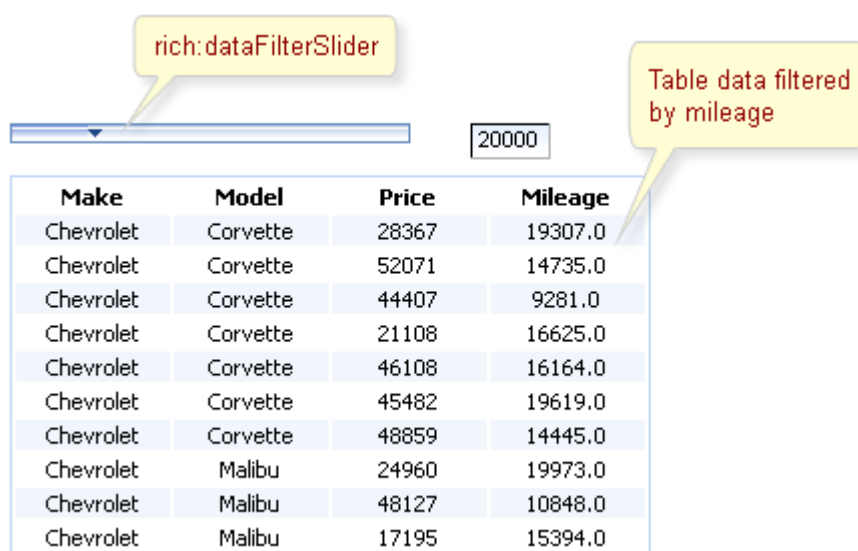 rich:dataFilterSlider
Table data filtered
by mileage
20000
Make Model Price Mileage
Chevrolet Corvette 28367 19307.0
Chevrolet Corvette 52071 14735.0
Chevrolet Corvette 44407 9281.0
Chevrolet Corvette 21108 16625.0
Chevrolet Corvette 46108 16164.0
Chevrolet Corvette 45482 19619.0
Chevrolet Corvette 48859 14445.0
Chevrolet Malibu 24960 19973.0
Chevrolet Malibu 48127 10848.0
Chevrolet Malibu 17195 15394.0